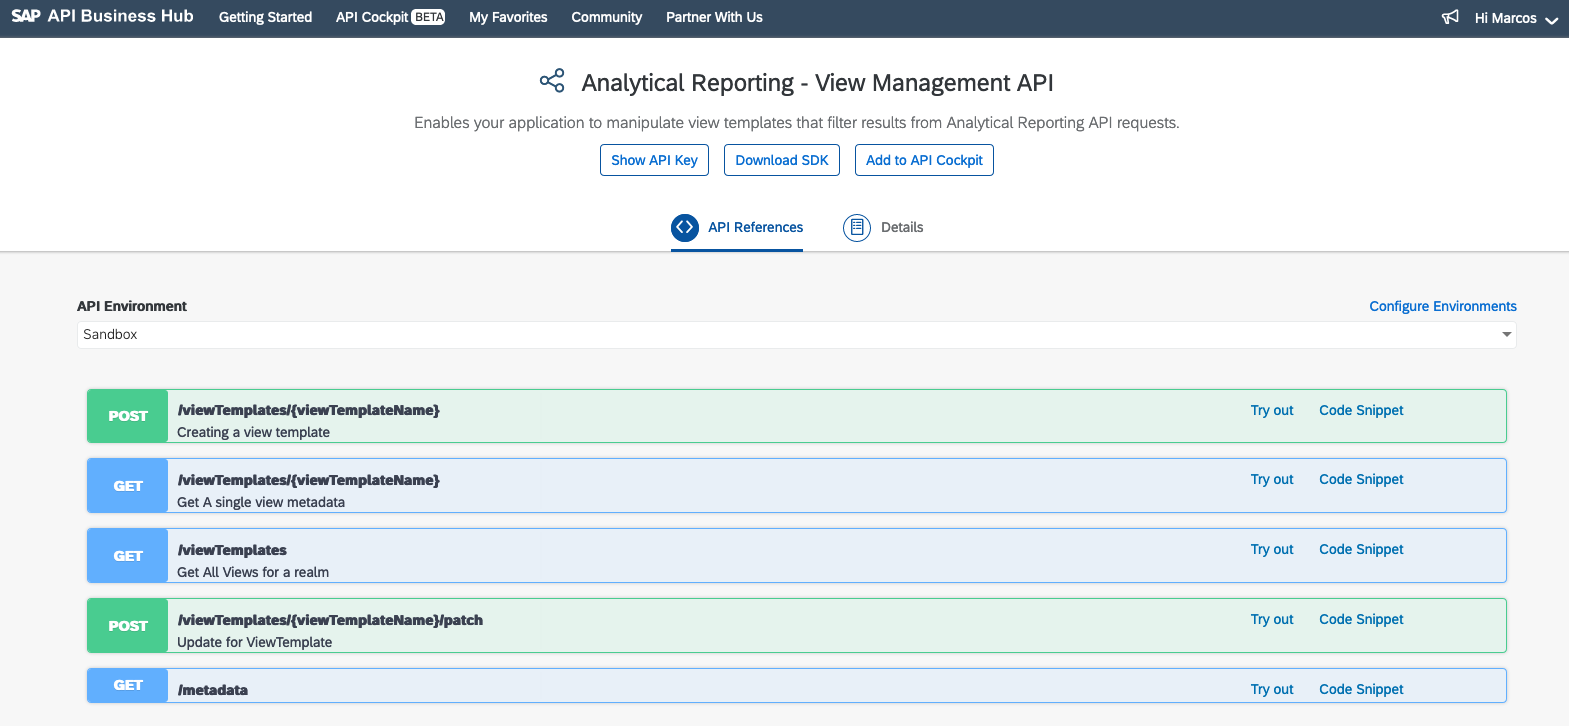 SAP API Business Hub Getting Started API Cockpit BETA My Favorites Community Partner With Us Hi Marcos
Analytical Reporting - View Management API
Enables your application to manipulate view templates that filter results from Analytical Reporting API requests.
Show API Key Download SDK Add to API Cockpit
API References Details
API Environment Configure Environments
Sandbox
POST /viewTemplates/{viewTemplateName} Try out Code Snippet
Creating a view template
GET /viewTemplates/{viewTemplateName} Try out Code Snippet
Get A single view metadata
GET /viewTemplates Try out Code Snippet
Get All Views for a realm
POST /viewTemplates/{viewTemplateName}/patch Try out Code Snippet
Update for ViewTemplate
GET /metadata Try out Code Snippet